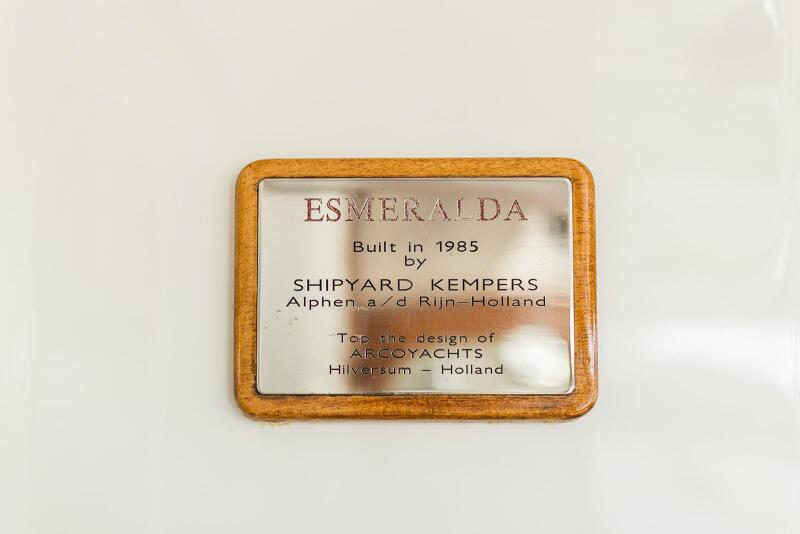 ESMERALDA
Built in 1985
by
SHIPYARD KEMPERS
Alphen a/d Rijn-Holland
Top the design of
ARCOYACHTS
Hilversum - Holland